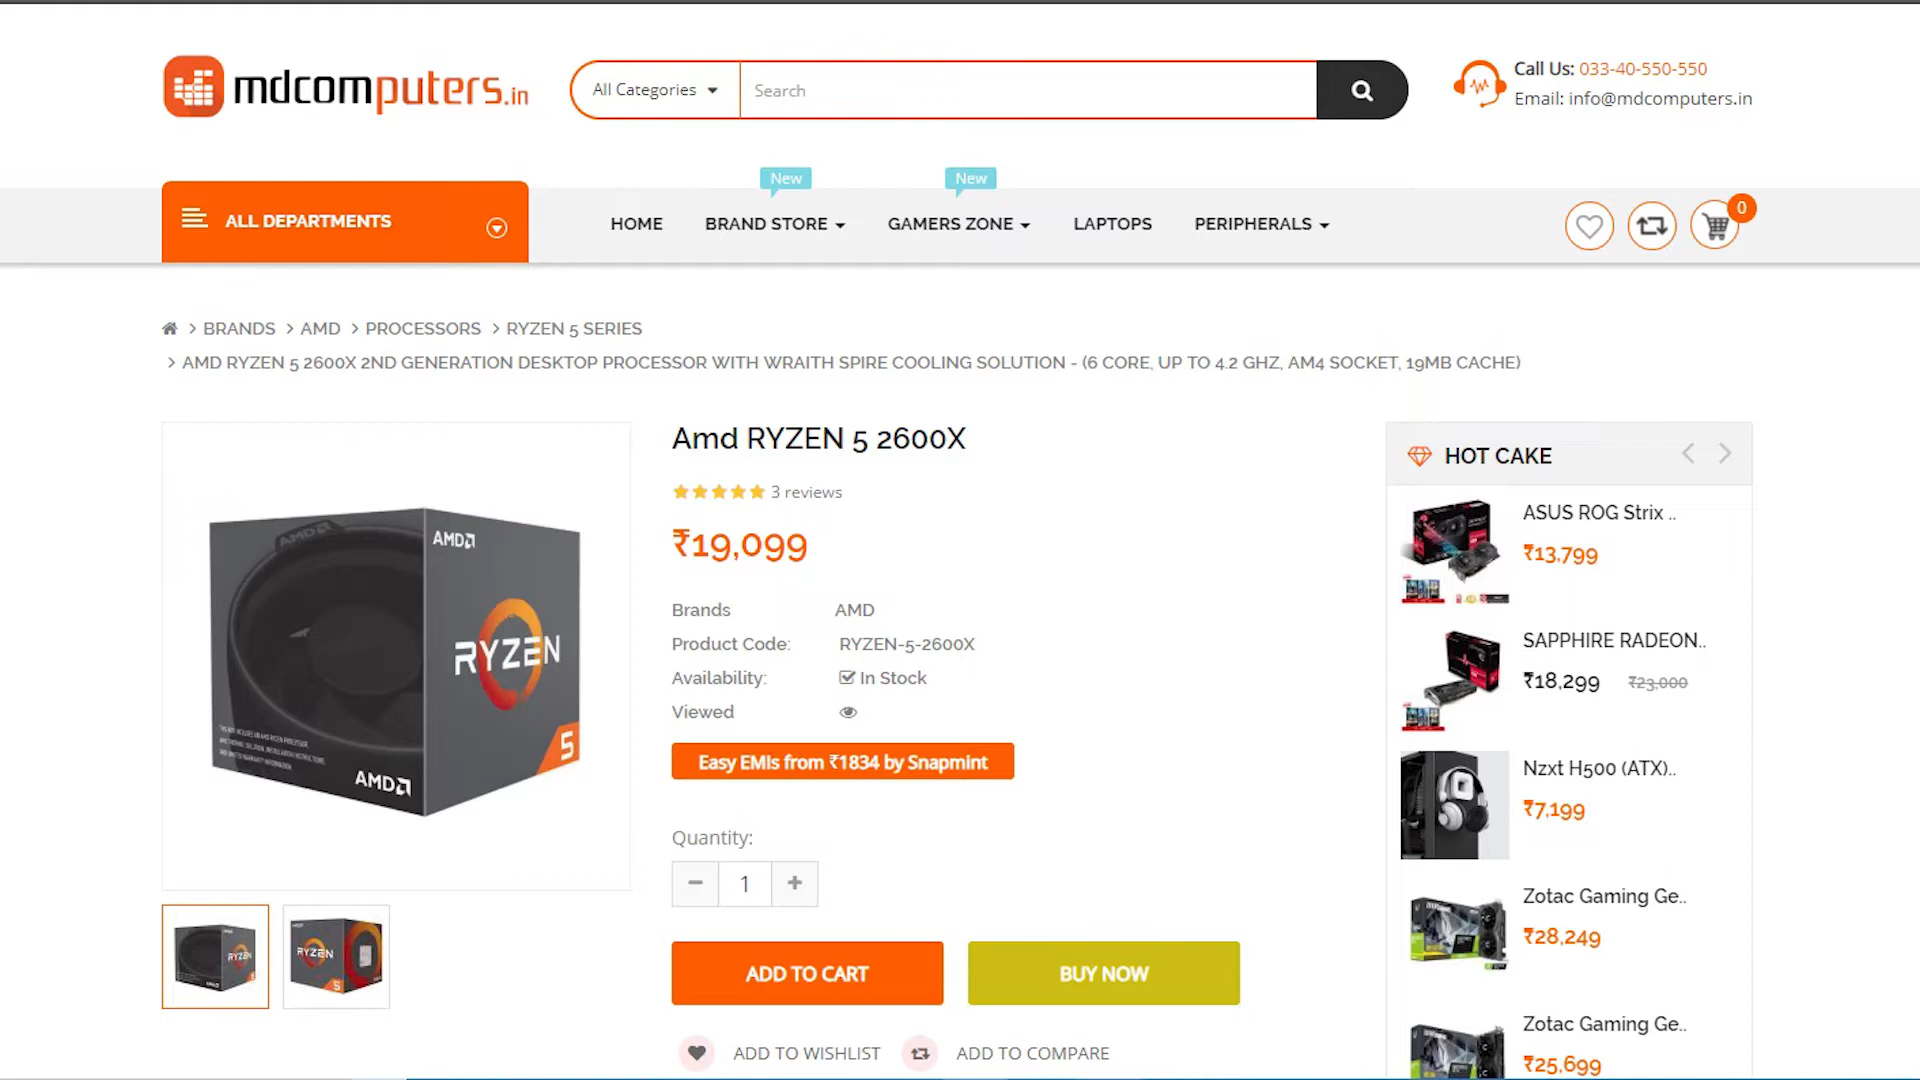 mdcomputers.in
All Categories
Search
Call Us: 033-40-550-550
Email: info@mdcomputers.in
New
New
ALL DEPARTMENTS
HOME
BRAND STORE
GAMERS ZONE
LAPTOPS
PERIPHERALS
0
> BRANDS > AMD > PROCESSORS > RYZEN 5 SERIES
> AMD RYZEN 5 2600X 2ND GENERATION DESKTOP PROCESSOR WITH WRAITH SPIRE COOLING SOLUTION - (6 CORE, UP TO 4.2 GHZ, AM4 SOCKET, 19MB CACHE)
AMD
AMD
RYZEN
5
AMD
Amd RYZEN 5 2600X
3 reviews
₹19,099
Brands AMD
Product Code: RYZEN-5-2600X
Availability: In Stock
Viewed
Easy EMIs from ₹1834 by Snapmint
Quantity:
− 1 +
ADD TO CART
BUY NOW
ADD TO WISHLIST
ADD TO COMPARE
RYZEN
AMD
RYZEN
5
HOT CAKE
ASUS ROG Strix ..
₹13,799
SAPPHIRE RADEON..
₹18,299 ₹23,000
Nzxt H500 (ATX)..
₹7,199
Zotac Gaming Ge..
₹28,249
Zotac Gaming Ge..
₹25,699